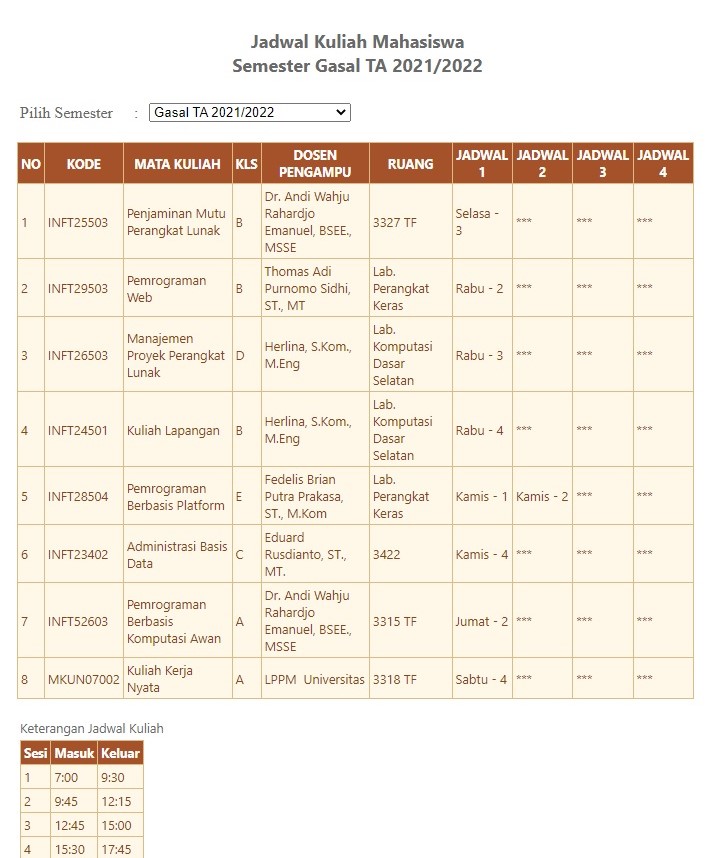 Jadwal Kuliah Mahasiswa
Semester Gasal TA 2021/2022
Pilih Semester : Gasal TA 2021/2022
NO KODE MATA KULIAH KLS DOSEN PENGAMPU RUANG JADWAL 1 JADWAL 2 JADWAL 3 JADWAL 4
1 INFT25503 Penjaminan Mutu Perangkat Lunak B Dr. Andi Wahju Rahardjo Emanuel, BSEE., MSSE 3327 TF Selasa - 3 *** *** ***
2 INFT29503 Pemrograman Web B Thomas Adi Purnomo Sidhi, ST., MT Lab. Perangkat Keras Rabu - 2 *** *** ***
3 INFT26503 Manajemen Proyek Perangkat Lunak D Herlina, S.Kom., M.Eng Lab. Komputasi Dasar Selatan Rabu - 3 *** *** ***
4 INFT24501 Kuliah Lapangan B Herlina, S.Kom., M.Eng Lab. Komputasi Dasar Selatan Rabu - 4 *** *** ***
5 INFT28504 Pemrograman Berbasis Platform E Fedelis Brian Putra Prakasa, ST., M.Kom Lab. Perangkat Keras Kamis - 1 Kamis - 2 *** ***
6 INFT23402 Administrasi Basis Data C Eduard Rusdianto, ST., MT. 3422 Kamis - 4 *** *** ***
7 INFT52603 Pemrograman Berbasis Komputasi Awan A Dr. Andi Wahju Rahardjo Emanuel, BSEE., MSSE 3315 TF Jumat - 2 *** *** ***
8 MKUN07002 Kuliah Kerja Nyata A LPPM Universitas 3318 TF Sabtu - 4 *** *** ***
Keterangan Jadwal Kuliah
Sesi Masuk Keluar
1 7:00 9:30
2 9:45 12:15
3 12:45 15:00
4 15:30 17:45